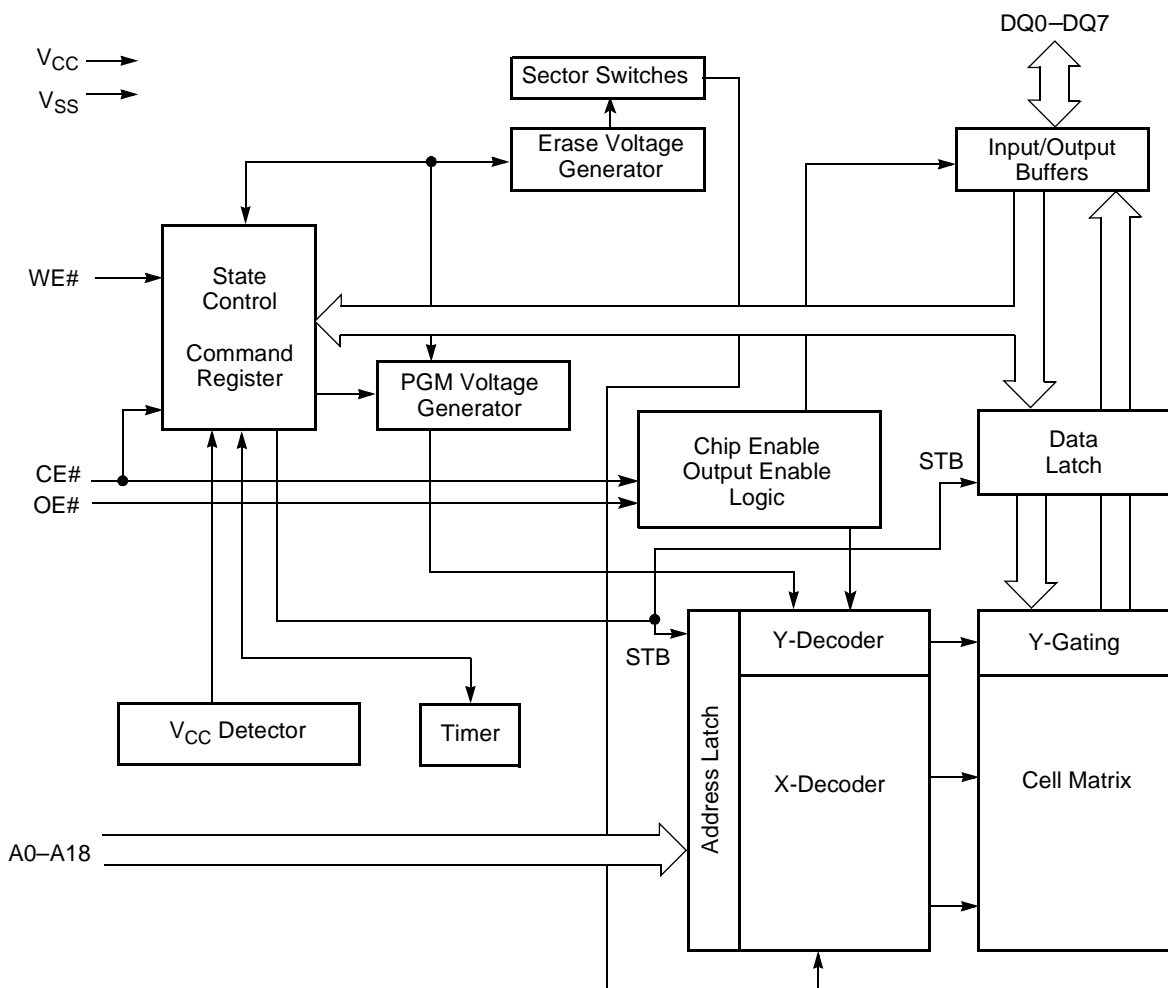 DQ0–DQ7
VCC
VSS
Sector Switches
Erase Voltage
Generator
Input/Output
Buffers
WE#
State
Control
Command
Register
PGM Voltage
Generator
Chip Enable
Output Enable
Logic
Data
Latch
STB
CE#
OE#
STB
Y-Decoder
Y-Gating
VCC Detector
Timer
Address Latch
X-Decoder
Cell Matrix
A0–A18